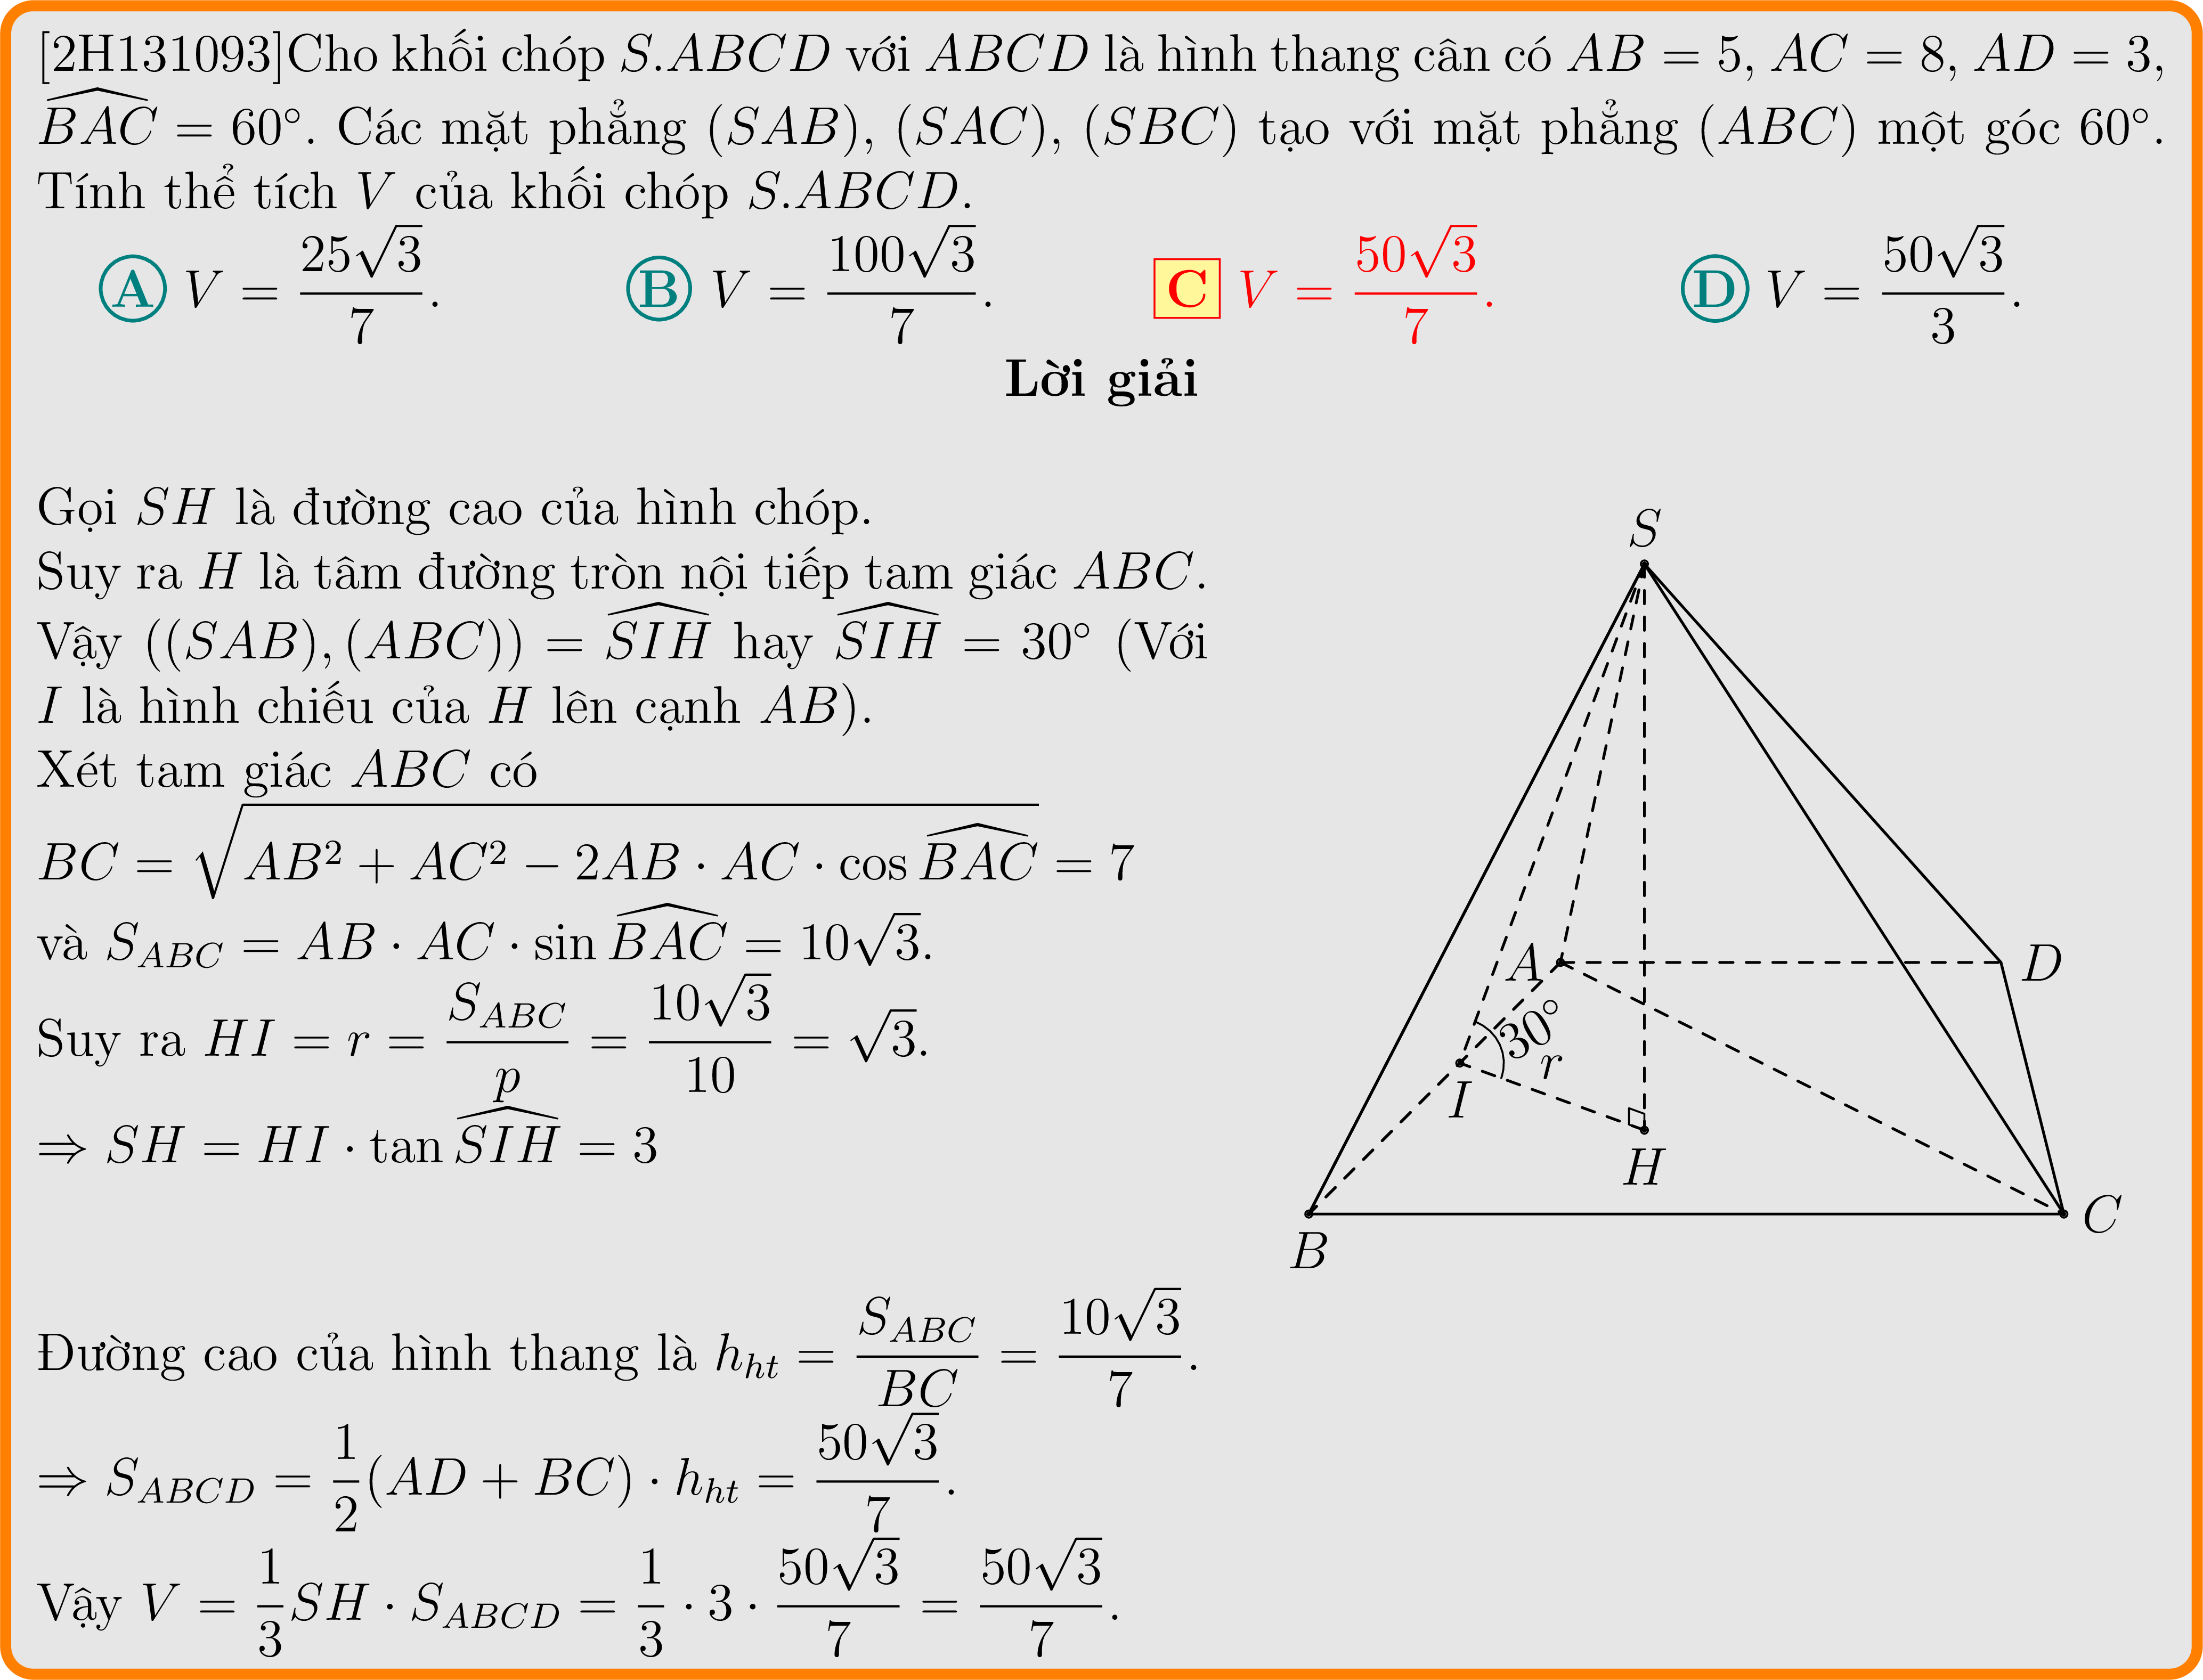 [2H131093]Cho khối chóp S.ABCD với ABCD là hình thang cân có AB = 5, AC = 8, AD = 3,
$\widehat{BAC}$ = 60°. Các mặt phẳng (SAB), (SAC), (SBC) tạo với mặt phẳng (ABC) một góc 60°.
Tính thể tích V của khối chóp S.ABCD.
A $V = \frac{25\sqrt{3}}{7}$. B $V = \frac{100\sqrt{3}}{7}$. C $V = \frac{50\sqrt{3}}{7}$. D $V = \frac{50\sqrt{3}}{3}$.
Lời giải
Gọi SH là đường cao của hình chóp.
Suy ra H là tâm đường tròn nội tiếp tam giác ABC.
Vậy ((SAB), (ABC)) = $\widehat{SIH}$ hay $\widehat{SIH}$ = 30° (Với
I là hình chiếu của H lên cạnh AB).
Xét tam giác ABC có
$BC = \sqrt{AB^2 + AC^2 - 2AB \cdot AC \cdot \cos \widehat{BAC}} = 7$
và $S_{ABC} = AB \cdot AC \cdot \sin \widehat{BAC} = 10\sqrt{3}$.
Suy ra $HI = r = \frac{S_{ABC}}{p} = \frac{10\sqrt{3}}{10} = \sqrt{3}$.
$\Rightarrow SH = HI \cdot \tan \widehat{SIH} = 3$
S
A
D
30°
r
I
H
B
C
Đường cao của hình thang là $h_{ht} = \frac{S_{ABC}}{BC} = \frac{10\sqrt{3}}{7}$.
$\Rightarrow S_{ABCD} = \frac{1}{2}(AD + BC) \cdot h_{ht} = \frac{50\sqrt{3}}{7}$.
Vậy $V = \frac{1}{3}SH \cdot S_{ABCD} = \frac{1}{3} \cdot 3 \cdot \frac{50\sqrt{3}}{7} = \frac{50\sqrt{3}}{7}$.